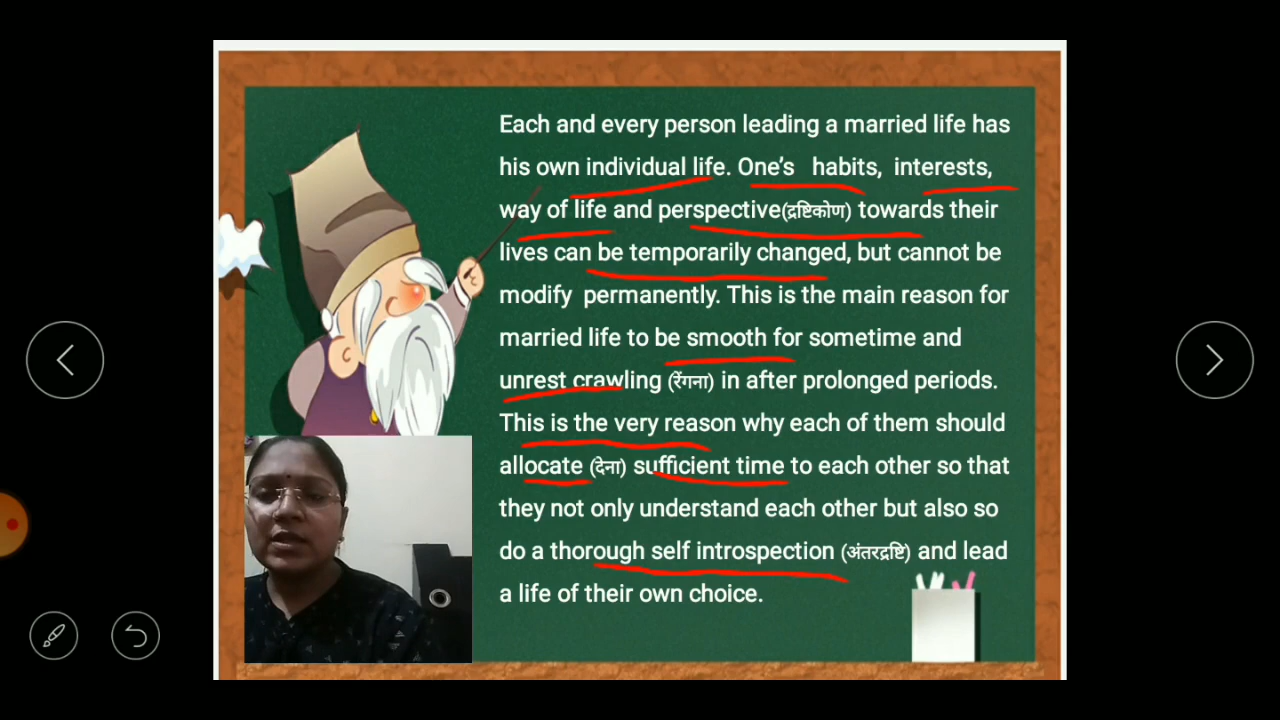 Each and every person leading a married life has
his own individual life. One's habits, interests,
way of life and perspective(द्रष्टिकोण) towards their
lives can be temporarily changed, but cannot be
modify permanently. This is the main reason for
married life to be smooth for sometime and
unrest crawling (रेंगना) in after prolonged periods.
This is the very reason why each of them should
allocate (देना) sufficient time to each other so that
they not only understand each other but also so
do a thorough self introspection (अंतरद्रष्टि) and lead
a life of their own choice.